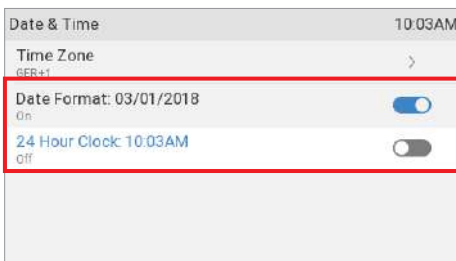 Date & Time 10:03AM
Time Zone
GER+1
Date Format: 03/01/2018
On
24 Hour Clock: 10:03AM
Off